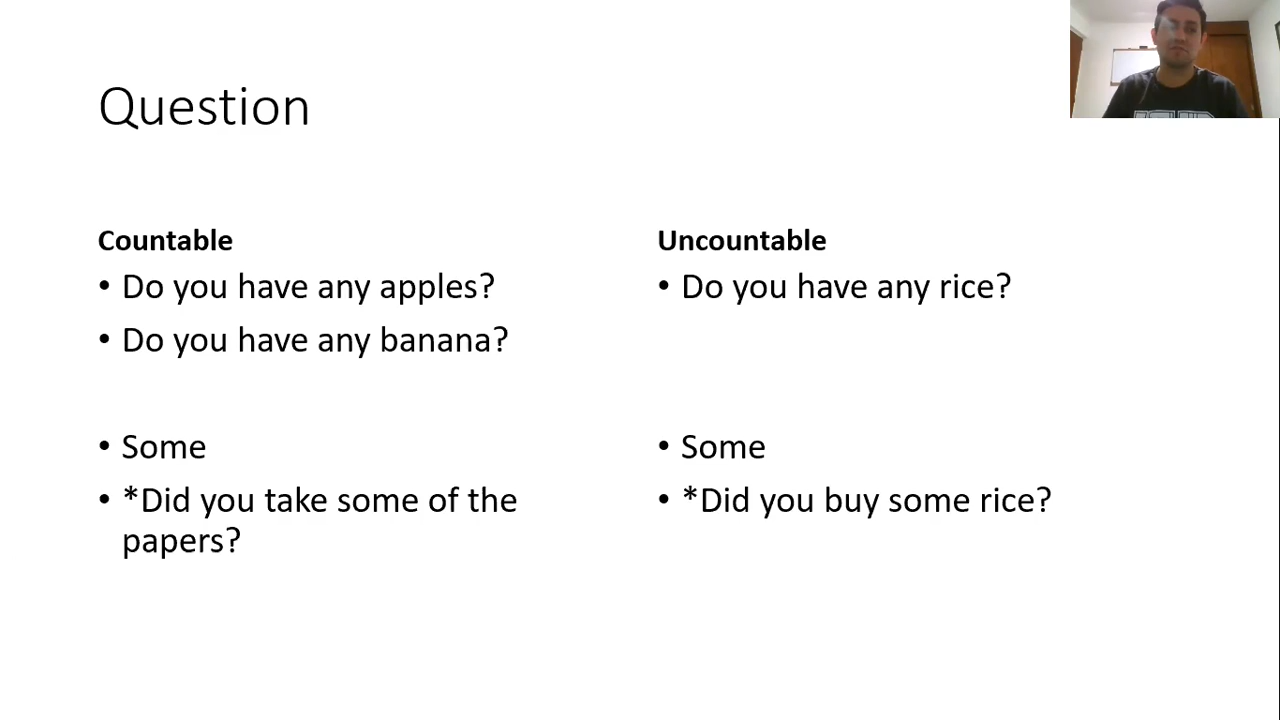 Question
Countable
• Do you have any apples?
• Do you have any banana?
• Some
• *Did you take some of the
papers?
Uncountable
• Do you have any rice?
• Some
• *Did you buy some rice?